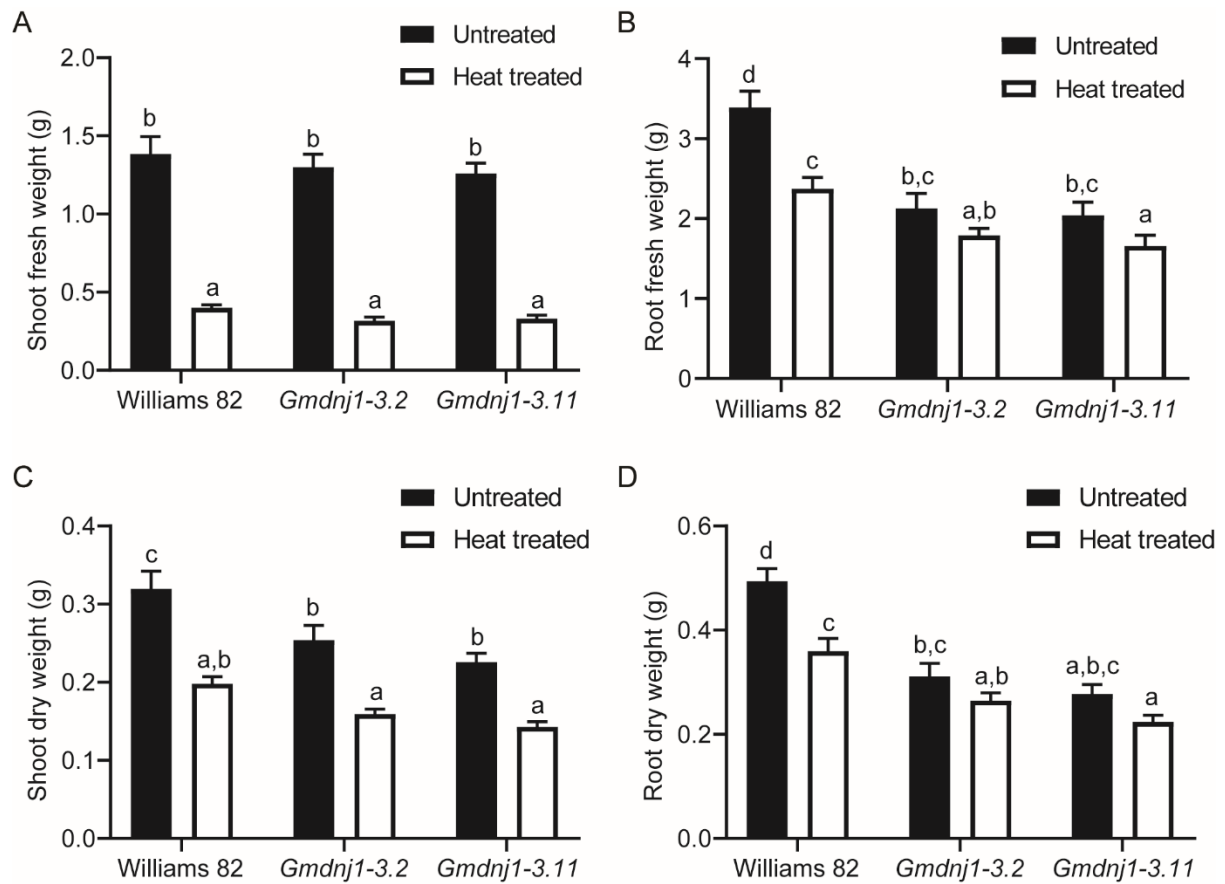 A
Untreated
Heat treated
Shoot fresh weight (g)
2.0
1.5
1.0
0.5
0.0
b
a
b
a
b
a
Williams 82
Gmdnj1-3.2
Gmdnj1-3.11
B
Untreated
Heat treated
Root fresh weight (g)
4
3
2
1
0
d
c
b,c
a,b
b,c
a
Williams 82
Gmdnj1-3.2
Gmdnj1-3.11
C
Untreated
Heat treated
Shoot dry weight (g)
0.4
0.3
0.2
0.1
0.0
c
a,b
b
a
b
a
Williams 82
Gmdnj1-3.2
Gmdnj1-3.11
D
Untreated
Heat treated
Root dry weight (g)
0.6
0.4
0.2
0.0
d
c
b,c
a,b
a,b,c
a
Williams 82
Gmdnj1-3.2
Gmdnj1-3.11